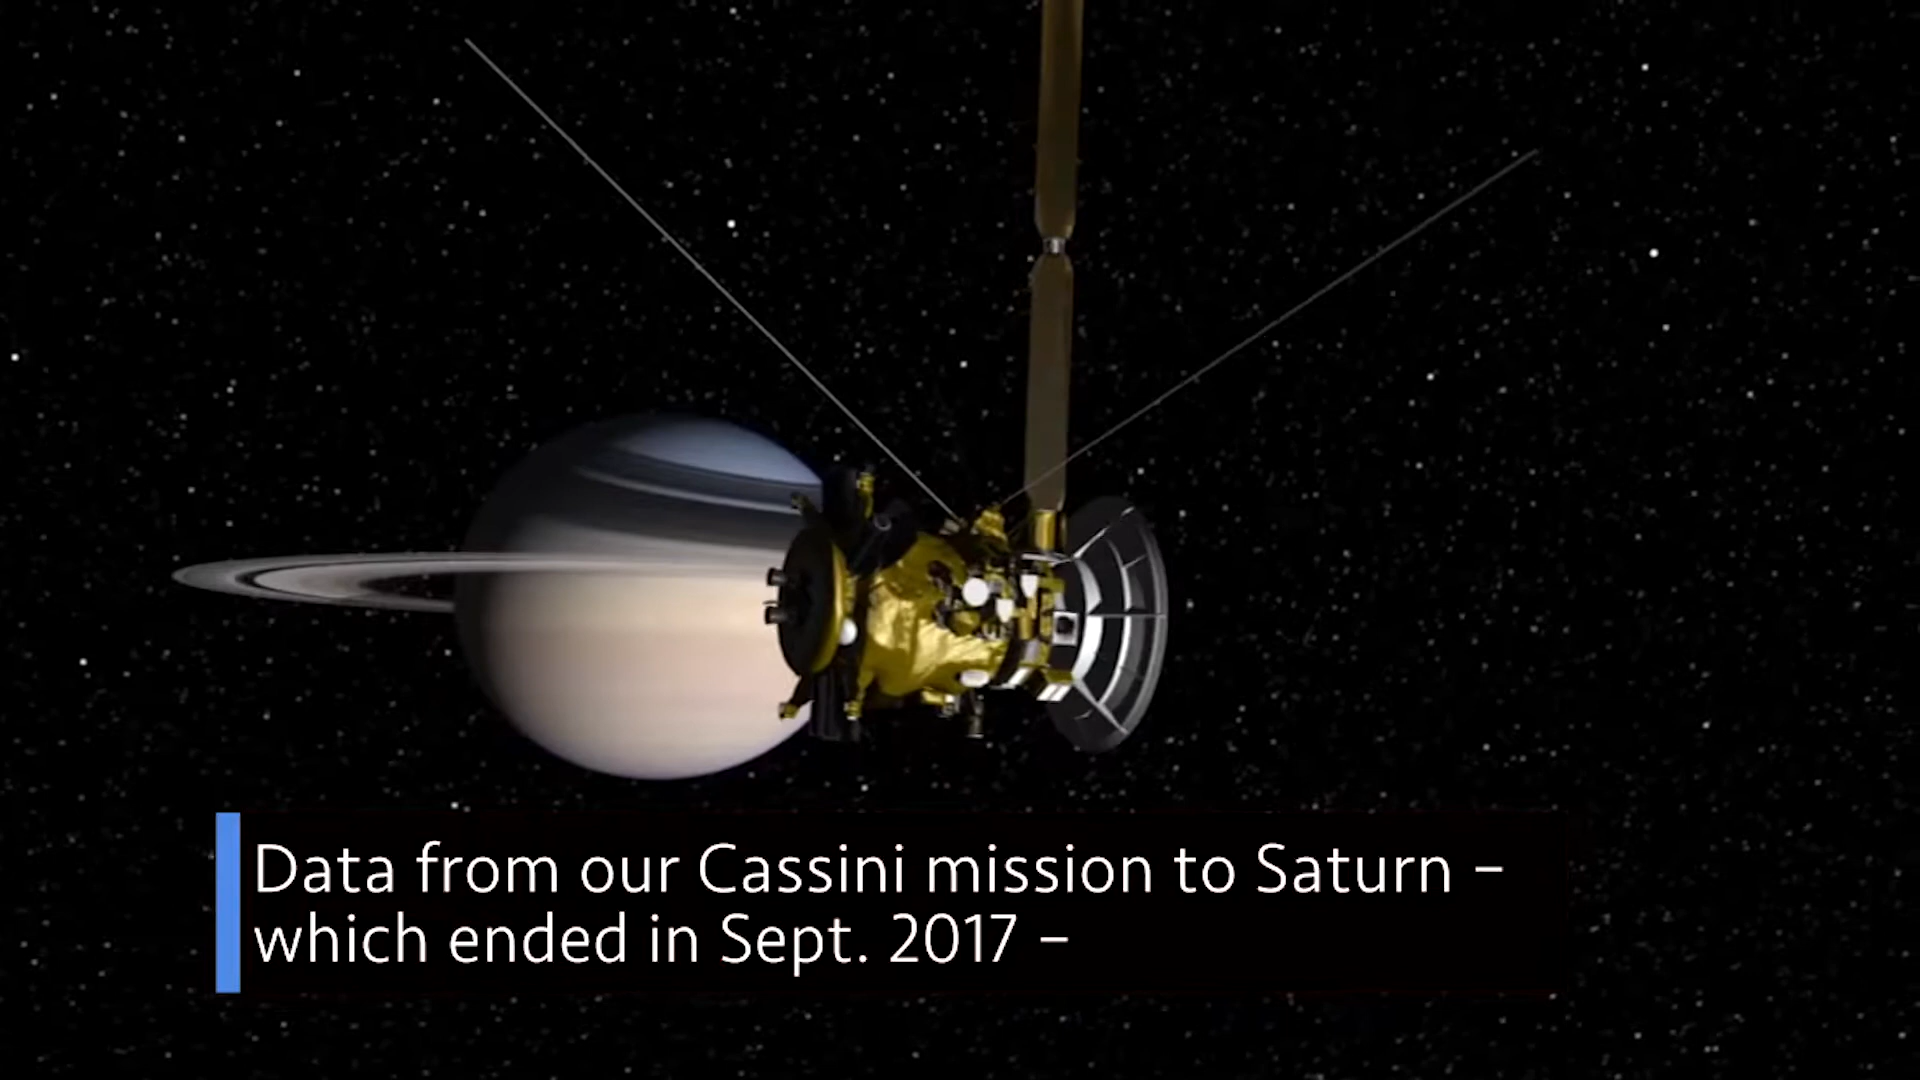 Data from our Cassini mission to Saturn –
which ended in Sept. 2017 –